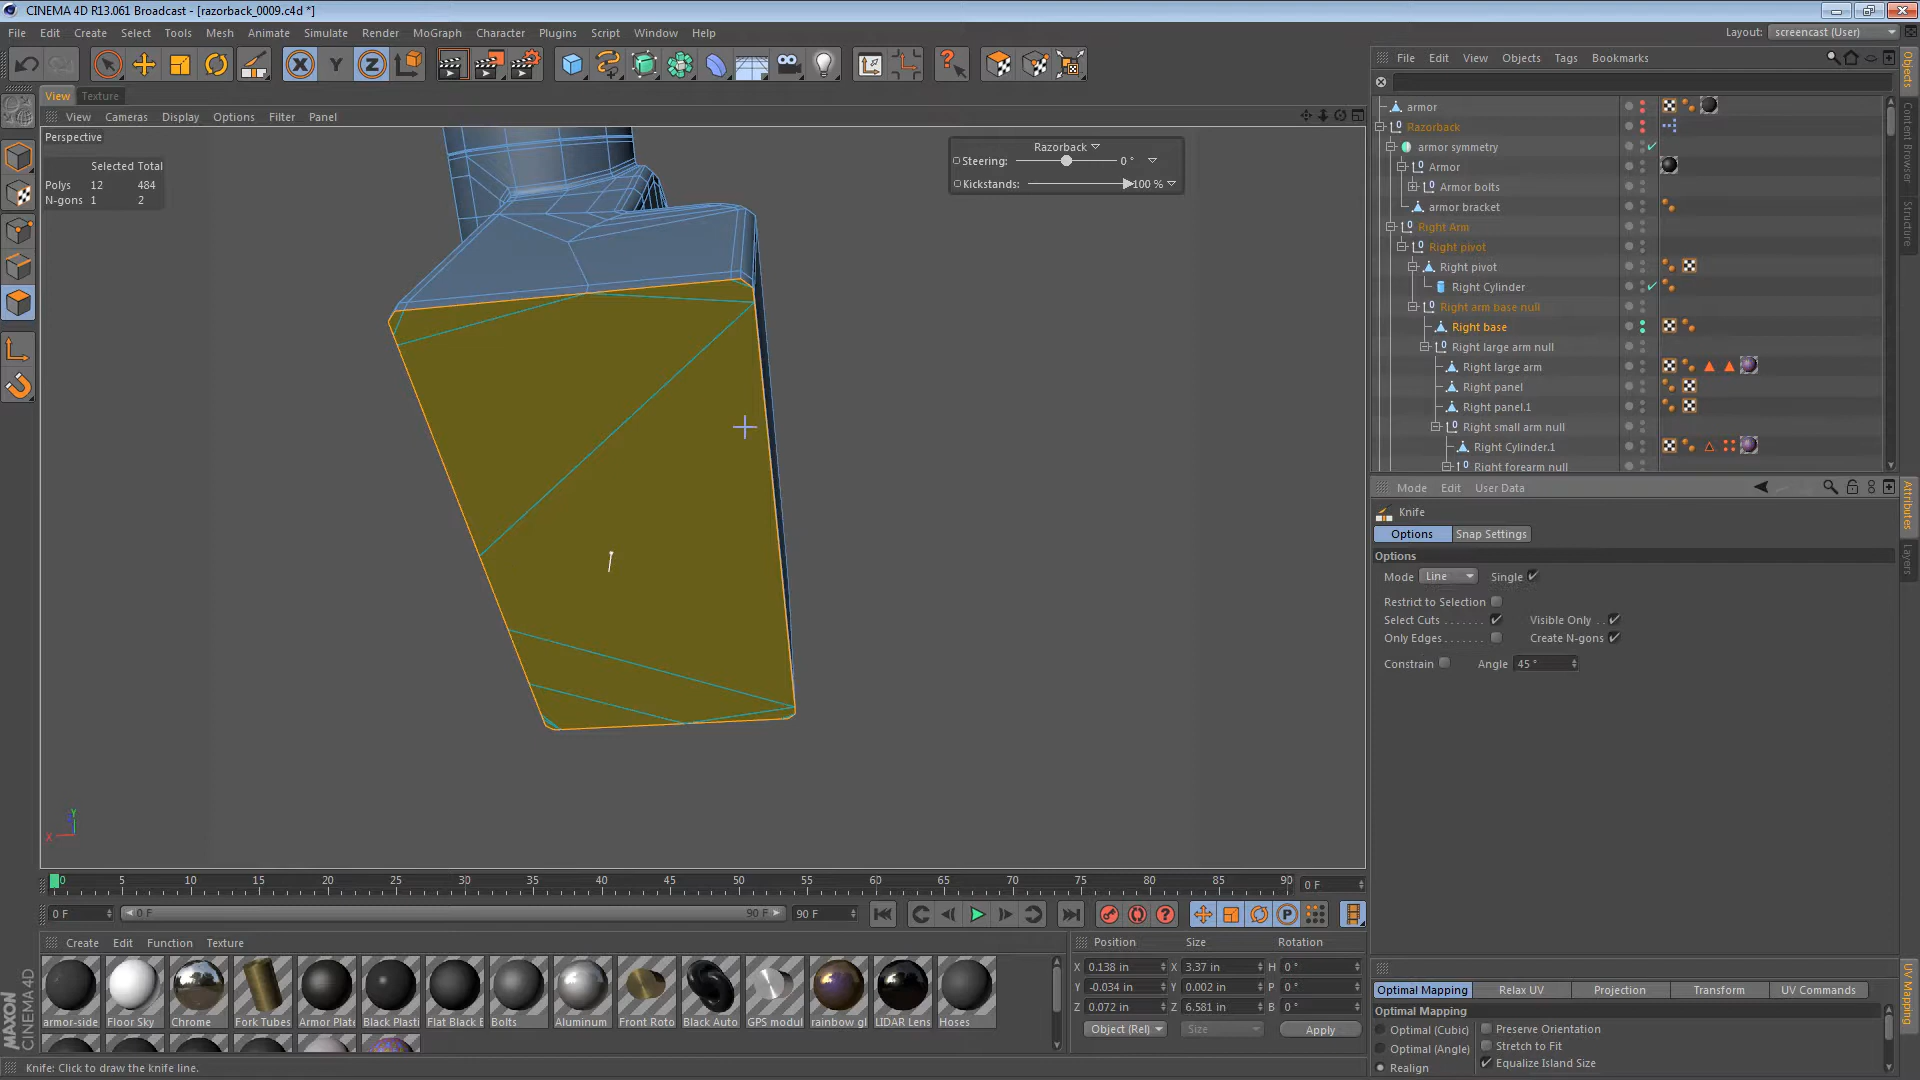 CINEMA 4D R13.061 Broadcast - [razorback_0009.c4d *]
File Edit Create Select Tools Mesh Animate Simulate Render MoGraph Character Plugins Script Window Help
Layout: screencast (User)
View Texture
View Cameras Display Options Filter Panel
Perspective
Selected Total
Polys 12 484
N-gons 1 2
Razorback
Steering: 0 °
Kickstands: 100 %
File Edit View Objects Tags Bookmarks
armor
Razorback
armor symmetry
Armor
Armor bolts
armor bracket
Right Arm
Right pivot
Right pivot
Right Cylinder
Right arm base null
Right base
Right large arm null
Right large arm
Right panel
Right panel.1
Right small arm null
Right Cylinder.1
Right forearm null
Objects
Content Browser
Structure
Mode Edit User Data
Knife
Options Snap Settings
Options
Mode Line Single
Restrict to Selection
Select Cuts . . . . . . . Visible Only . .
Only Edges . . . . . . Create N-gons
Constrain Angle 45 °
Attributes
Layers
Y
X
0 5 10 15 20 25 30 35 40 45 50 55 60 65 70 75 80 85 90 0 F
0 F 0 F 90 F 90 F
Create Edit Function Texture
armor-side Floor Sky Chrome Fork Tubes Armor Plate Black Plasti Flat Black E Bolts Aluminum Front Roto Black Auto GPS modul rainbow gl LIDAR Lens Hoses
MAXON CINEMA 4D
Position Size Rotation
X 0.138 in X 3.37 in H 0 °
Y -0.034 in Y 0.002 in P 0 °
Z 0.072 in Z 6.581 in B 0 °
Object (Rel) Size Apply
Optimal Mapping Relax UV Projection Transform UV Commands
Optimal Mapping
Optimal (Cubic) Preserve Orientation
Optimal (Angle) Stretch to Fit
Realign Equalize Island Size
UV Mapping
Knife: Click to draw the knife line.